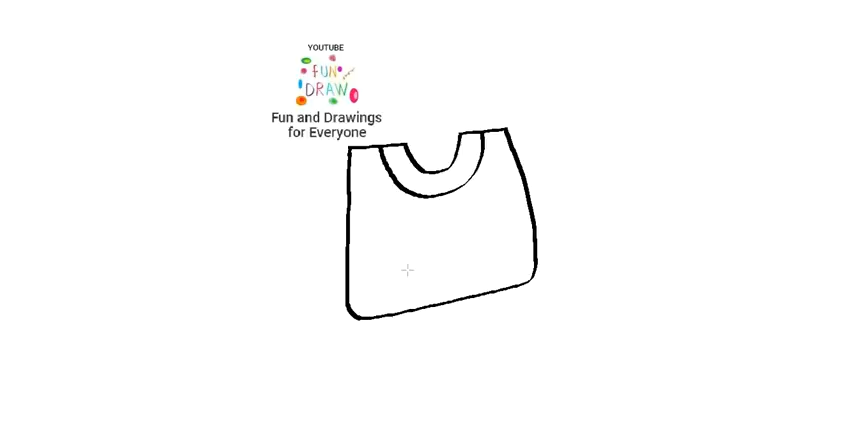 YOUTUBE
FUN
DRAW
Fun and Drawings
for Everyone